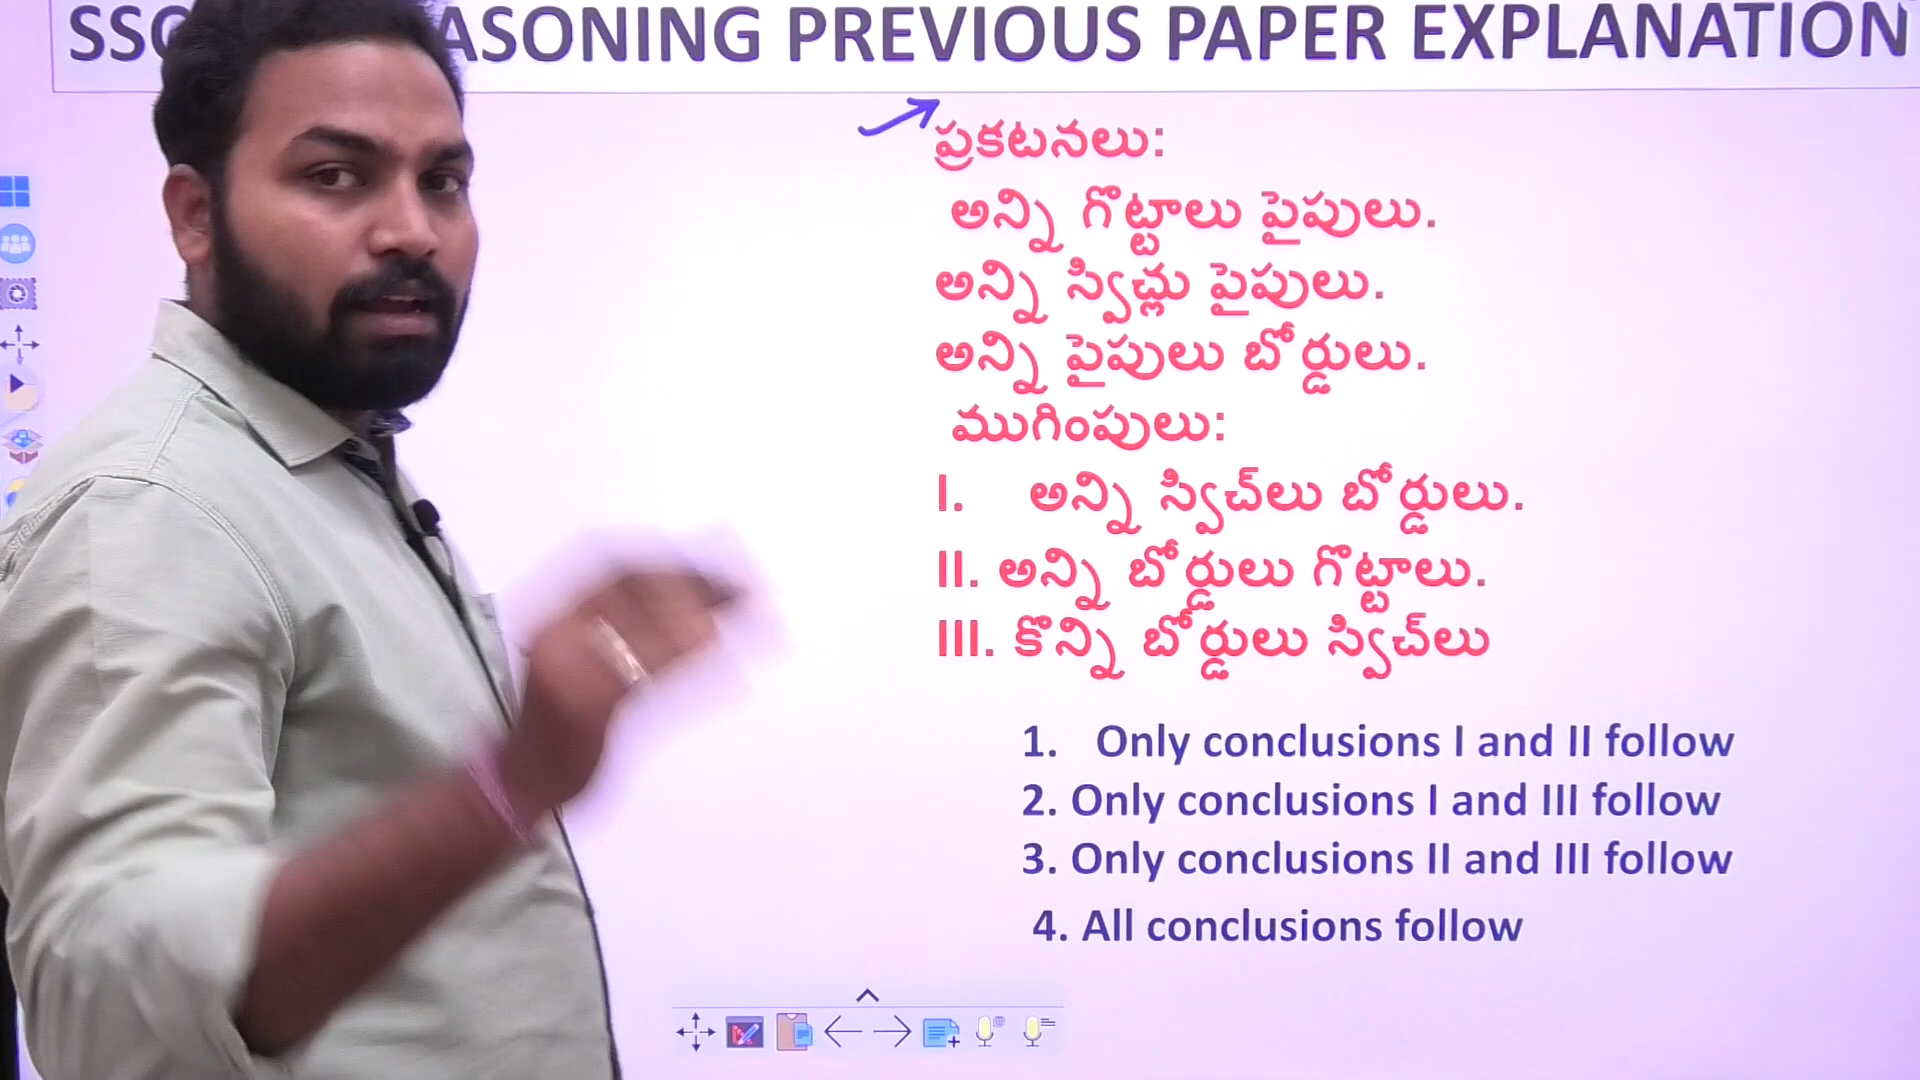 SSC REASONING PREVIOUS PAPER EXPLANATION
ప్రకటనలు:
అన్ని గొట్టాలు పైపులు.
అన్ని స్విచ్లు పైపులు.
అన్ని పైపులు బోర్డులు.
ముగింపులు:
I. అన్ని స్విచ్‌లు బోర్డులు.
II. అన్ని బోర్డులు గొట్టాలు.
III. కొన్ని బోర్డులు స్విచ్‌లు
1. Only conclusions I and II follow
2. Only conclusions I and III follow
3. Only conclusions II and III follow
4. All conclusions follow